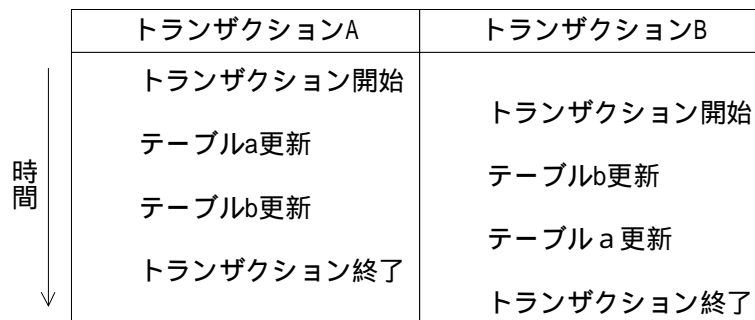 トランザクションA
トランザクションB
トランザクション開始
トランザクション開始
テーブルa更新
テーブルb更新
テーブルb更新
テーブルa更新
トランザクション終了
トランザクション終了
時間